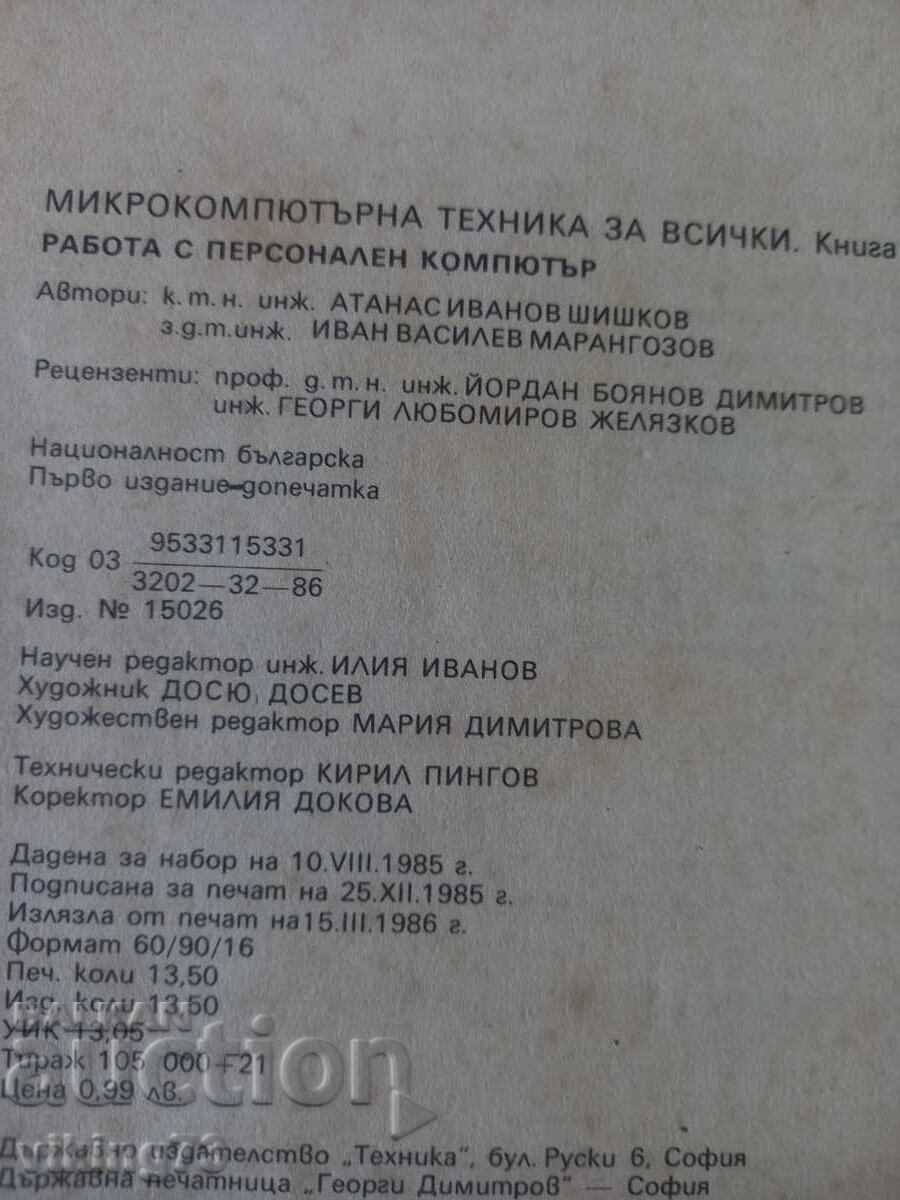 МИКРОКОМПЮТЪРНА ТЕХНИКА ЗА ВСИЧКИ. Книга
РАБОТА С ПЕРСОНАЛЕН КОМПЮТЪР
Автори: к. т. н. инж. АТАНАС ИВАНОВ ШИШКОВ
з.д.т.инж. ИВАН ВАСИЛЕВ МАРАНГОЗОВ
Рецензенти: проф. д. т. н. инж. ЙОРДАН БОЯНОВ ДИМИТРОВ
инж. ГЕОРГИ ЛЮБОМИРОВ ЖЕЛЯЗКОВ
Националност българска
Първо издание-допечатка
Код 03 9533115331
3202—32—86
Изд. № 15026
Научен редактор инж. ИЛИЯ ИВАНОВ
Художник ДОСЮ ДОСЕВ
Художествен редактор МАРИЯ ДИМИТРОВА
Технически редактор КИРИЛ ПИНГОВ
Коректор ЕМИЛИЯ ДОКОВА
Дадена за набор на 10.VIII.1985 г.
Подписана за печат на 25.XII.1985 г.
Излязла от печат на15.III.1986 г.
Формат 60/90/16
Печ. коли 13,50
Изд. коли 13,50
УИК 13,05
Тираж 105 000+21
Цена 0,99 лв.
BALKAN
auction
viking78
Държавно издателство „Техника", бул. Руски 6, София
Държавна печатница „Георги Димитров" — София